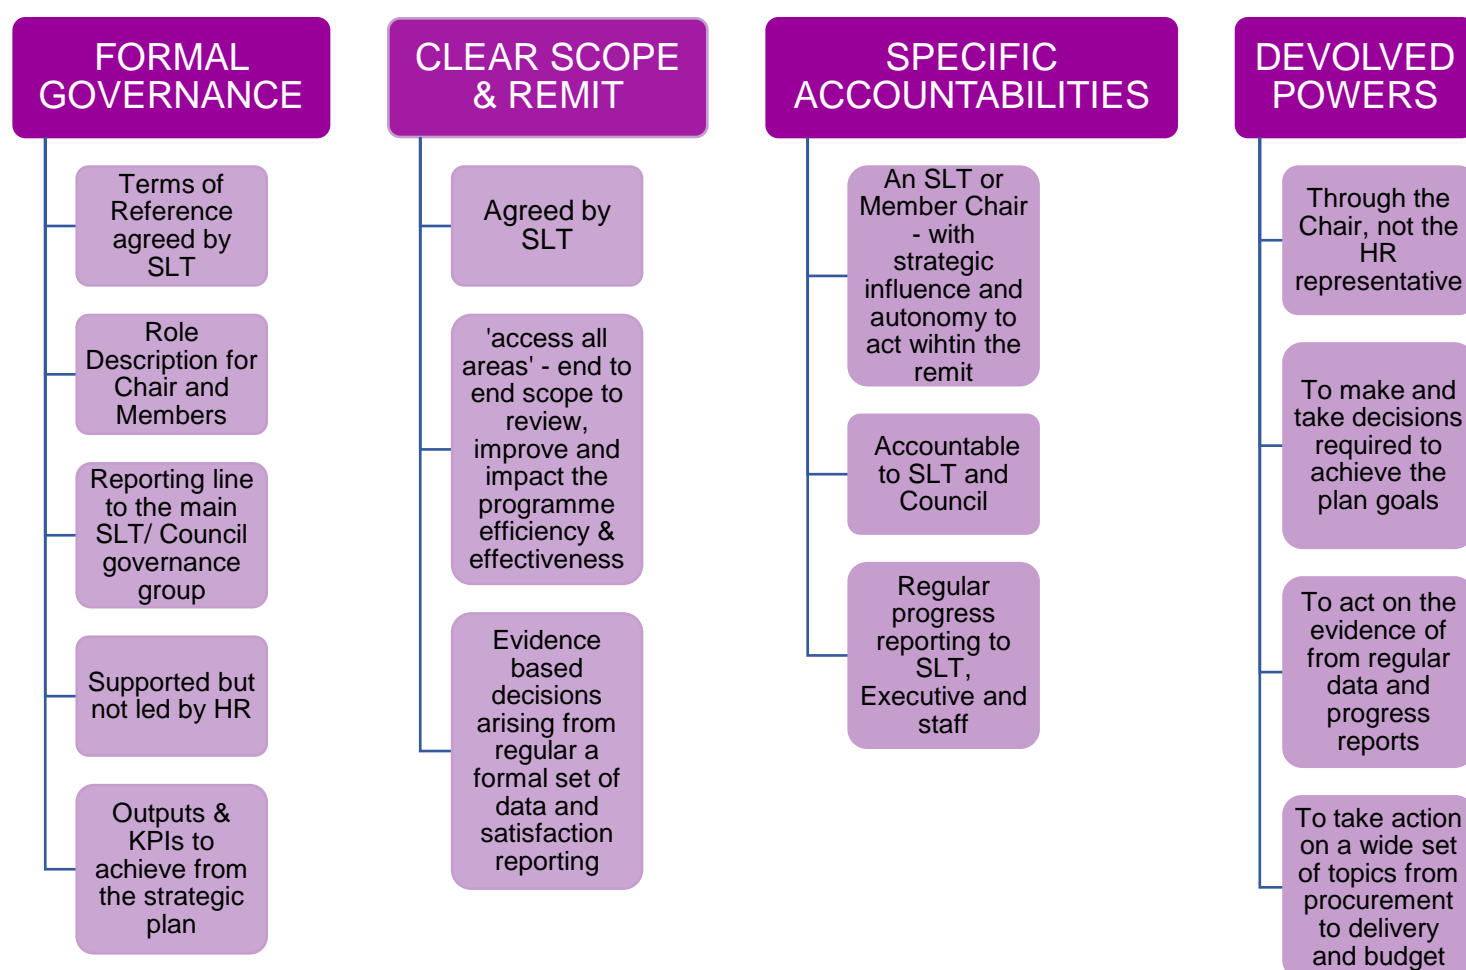 FORMAL
GOVERNANCE
Terms of
Reference
agreed by
SLT
Role
Description for
Chair and
Members
Reporting line
to the main
SLT/ Council
governance
group
Supported but
not led by HR
Outputs &
KPIs to
achieve from
the strategic
plan
CLEAR SCOPE
& REMIT
Agreed by
SLT
'access all
areas' - end to
end scope to
review,
improve and
impact the
programme
efficiency &
effectiveness
Evidence
based
decisions
arising from
regular a
formal set of
data and
satisfaction
reporting
SPECIFIC
ACCOUNTABILITIES
An SLT or
Member Chair
- with
strategic
influence and
autonomy to
act wihtin the
remit
Accountable
to SLT and
Council
Regular
progress
reporting to
SLT,
Executive and
staff
DEVOLVED
POWERS
Through the
Chair, not the
HR
representative
To make and
take decisions
required to
achieve the
plan goals
To act on the
evidence of
from regular
data and
progress
reports
To take action
on a wide set
of topics from
procurement
to delivery
and budget